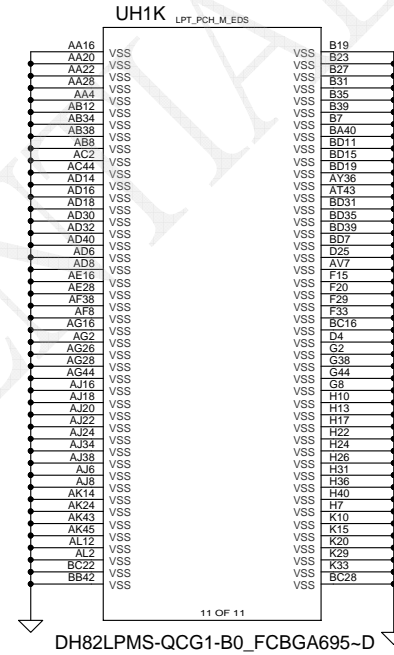 UH1K LPT_PCH_M_EDS
AA16 VSS VSS B19
AA20 VSS VSS B23
AA22 VSS VSS B27
AA28 VSS VSS B31
AA4 VSS VSS B35
AB12 VSS VSS B39
AB34 VSS VSS B7
AB38 VSS VSS BA40
AB8 VSS VSS BD11
AC2 VSS VSS BD15
AC44 VSS VSS BD19
AD14 VSS VSS AY36
AD16 VSS VSS AT43
AD18 VSS VSS BD31
AD30 VSS VSS BD35
AD32 VSS VSS BD39
AD40 VSS VSS BD7
AD6 VSS VSS D25
AD8 VSS VSS AV7
AE16 VSS VSS F15
AE28 VSS VSS F20
AF38 VSS VSS F29
AF8 VSS VSS F33
AG16 VSS VSS BC16
AG2 VSS VSS D4
AG26 VSS VSS G2
AG28 VSS VSS G38
AG44 VSS VSS G44
AJ16 VSS VSS G8
AJ18 VSS VSS H10
AJ20 VSS VSS H13
AJ22 VSS VSS H17
AJ24 VSS VSS H22
AJ34 VSS VSS H24
AJ38 VSS VSS H26
AJ6 VSS VSS H31
AJ8 VSS VSS H36
AK14 VSS VSS H40
AK24 VSS VSS H7
AK43 VSS VSS K10
AK45 VSS VSS K15
AL12 VSS VSS K20
AL2 VSS VSS K29
BC22 VSS VSS K33
BB42 VSS VSS BC28
11 OF 11
DH82LPMS-QCG1-B0_FCBGA695~D